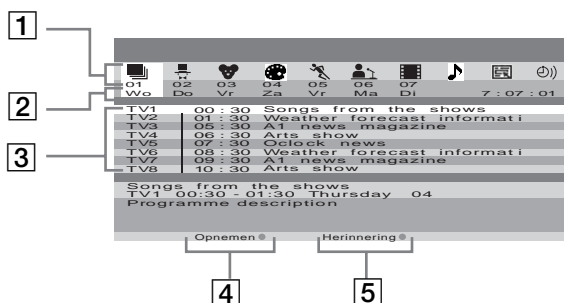 1
01 02 03 04 05 06 07
2
Wo Do Vr Za Vr Ma Di 7 : 07 : 01
TV1 00 : 30 Songs from the shows
TV2 01 : 30 Weather forecast informati
TV3 05 : 30 A1 news magazine
3
TV4 06 : 30 Arts show
TV5 07 : 30 Oclock news
TV6 08 : 30 Weather forecast informati
TV7 09 : 30 A1 news magazine
TV8 10 : 30 Arts show
Songs from the shows
TV1 00:30 - 01:30 Thursday 04
Programme description
Opnemen Herinnering
4 5